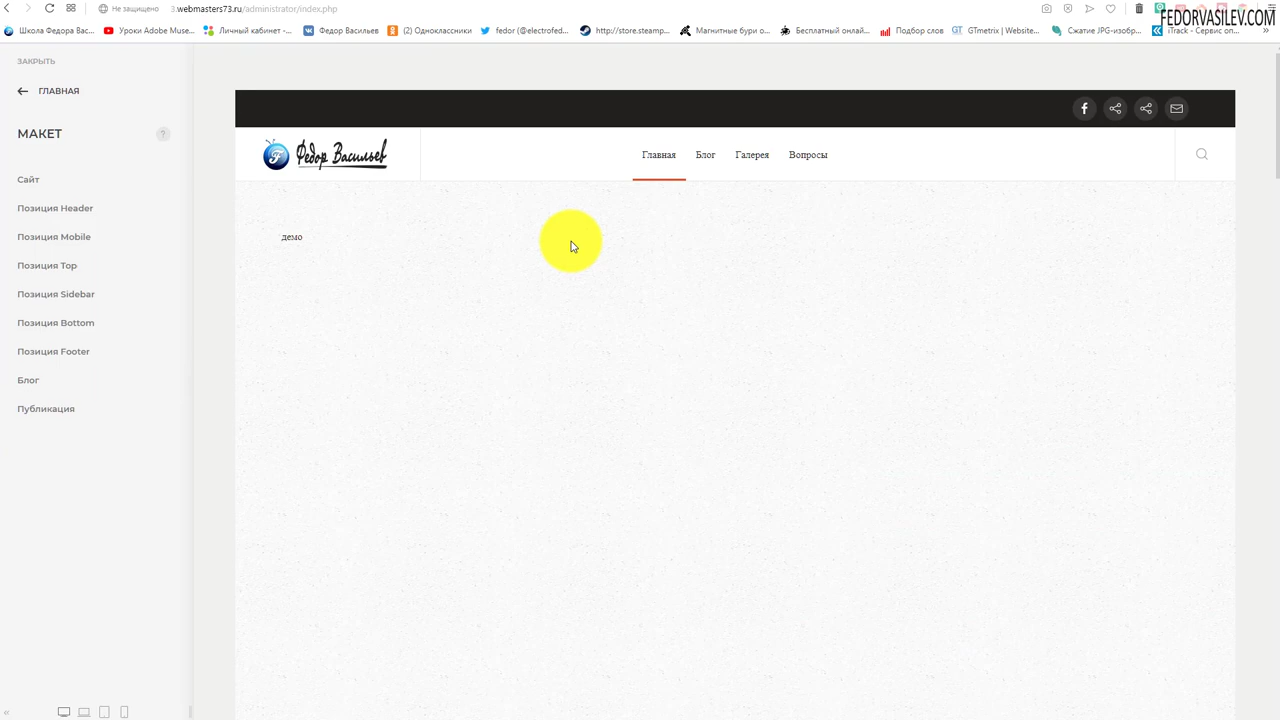 3.webmasters73.ru/administrator/index.php
Не защищено
FEDORVASILEV.COM
Школа Федора Вас...
Уроки Adobe Muse...
Личный кабинет -...
Федор Васильев
(2) Одноклассники
fedor (@electrofed...
http://store.steamp...
Магнитные бури о...
Бесплатный онлай...
Подбор слов
GTmetrix | Website...
Сжатие JPG-изобр...
iTrack - Сервис оп...
ЗАКРЫТЬ
ГЛАВНАЯ
МАКЕТ
?
Сайт
Позиция Header
Позиция Mobile
Позиция Top
Позиция Sidebar
Позиция Bottom
Позиция Footer
Блог
Публикация
Федор Васильев
Главная
Блог
Галерея
Вопросы
демо